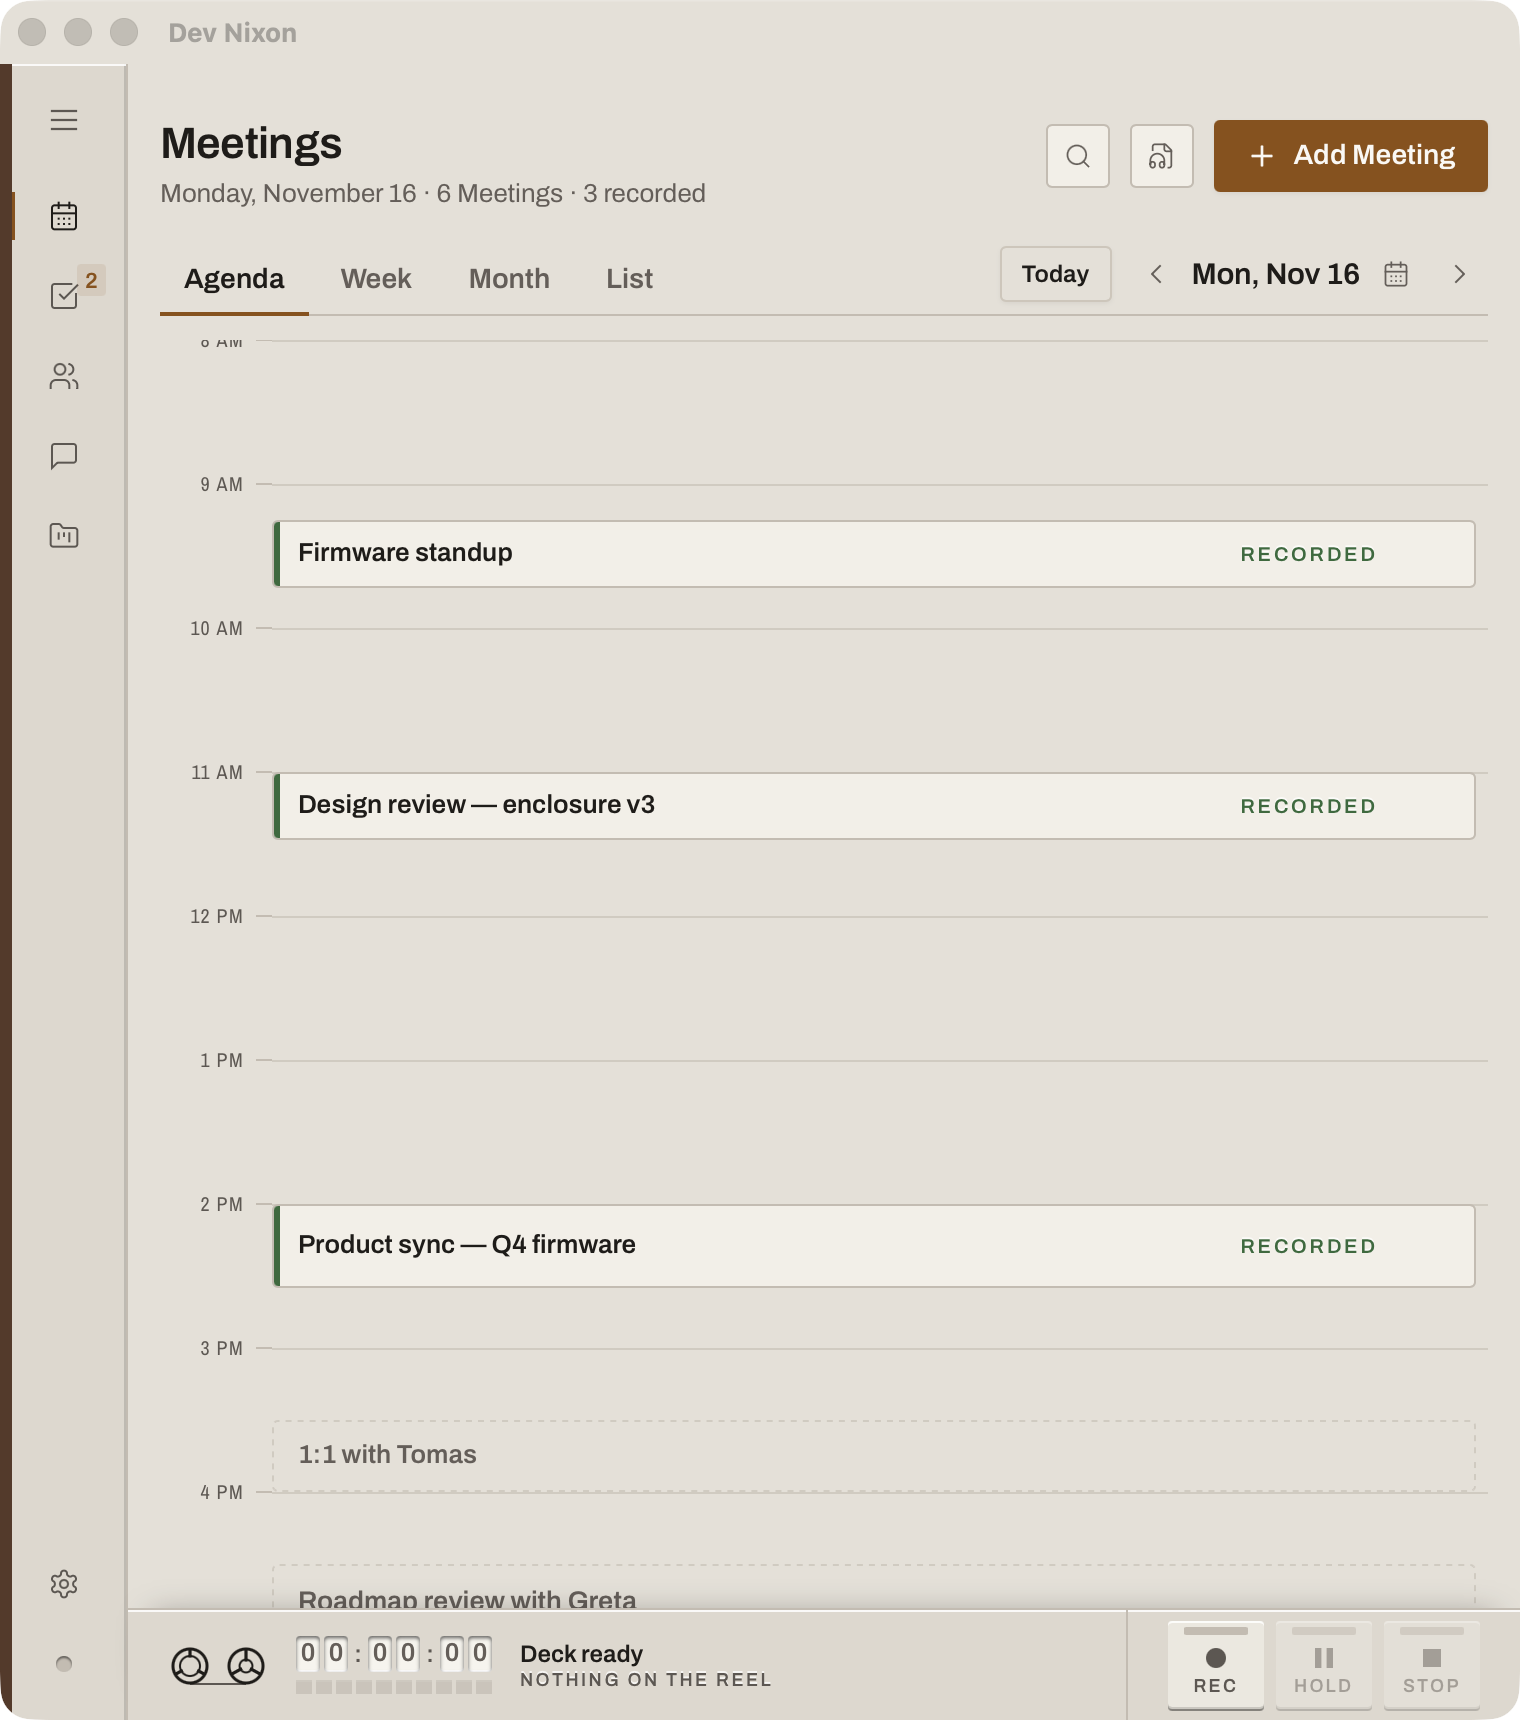 Dev Nixon
Meetings
Monday, November 16 · 6 Meetings · 3 recorded
Add Meeting
2
Agenda
Week
Month
List
Today
Mon, Nov 16
8 AM
9 AM
Firmware standup
RECORDED
10 AM
11 AM
Design review — enclosure v3
RECORDED
12 PM
1 PM
2 PM
Product sync — Q4 firmware
RECORDED
3 PM
1:1 with Tomas
4 PM
Roadmap review with Greta
00:00:00
Deck ready
NOTHING ON THE REEL
REC
HOLD
STOP